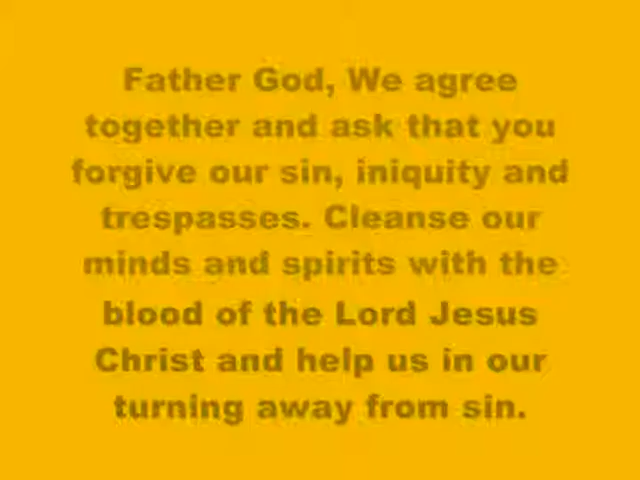 Father God, We agree
together and ask that you
forgive our sin, iniquity and
trespasses. Cleanse our
minds and spirits with the
blood of the Lord Jesus
Christ and help us in our
turning away from sin.